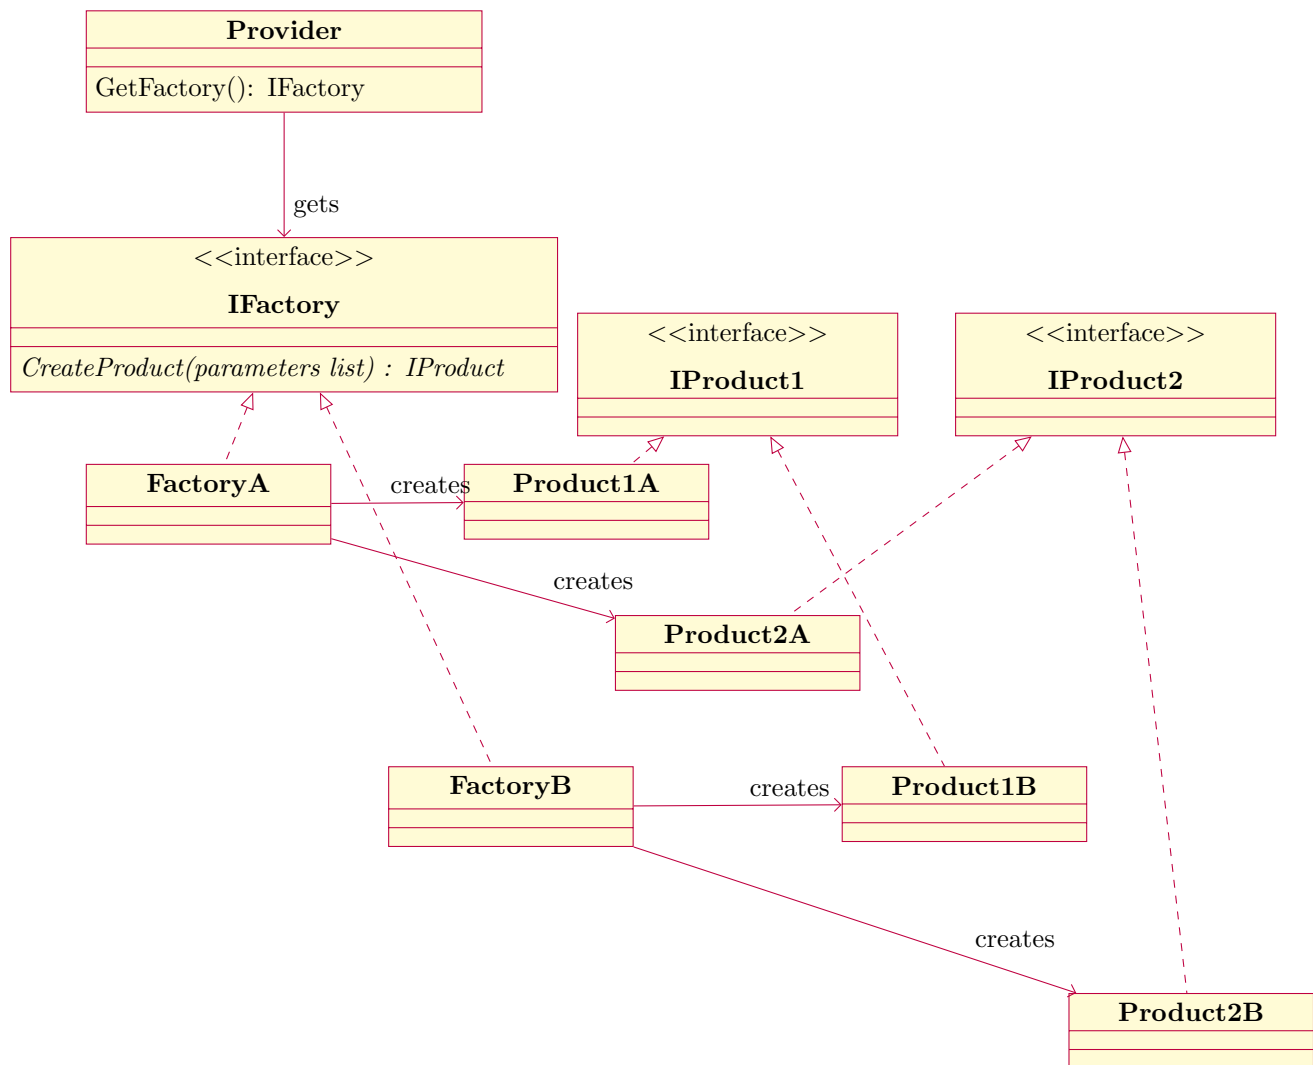 Provider
GetFactory(): IFactory
gets
<<interface>>
IFactory
CreateProduct(parameters list) : IProduct
<<interface>>
IProduct1
<<interface>>
IProduct2
FactoryA
creates
Product1A
creates
Product2A
FactoryB
creates
Product1B
creates
Product2B